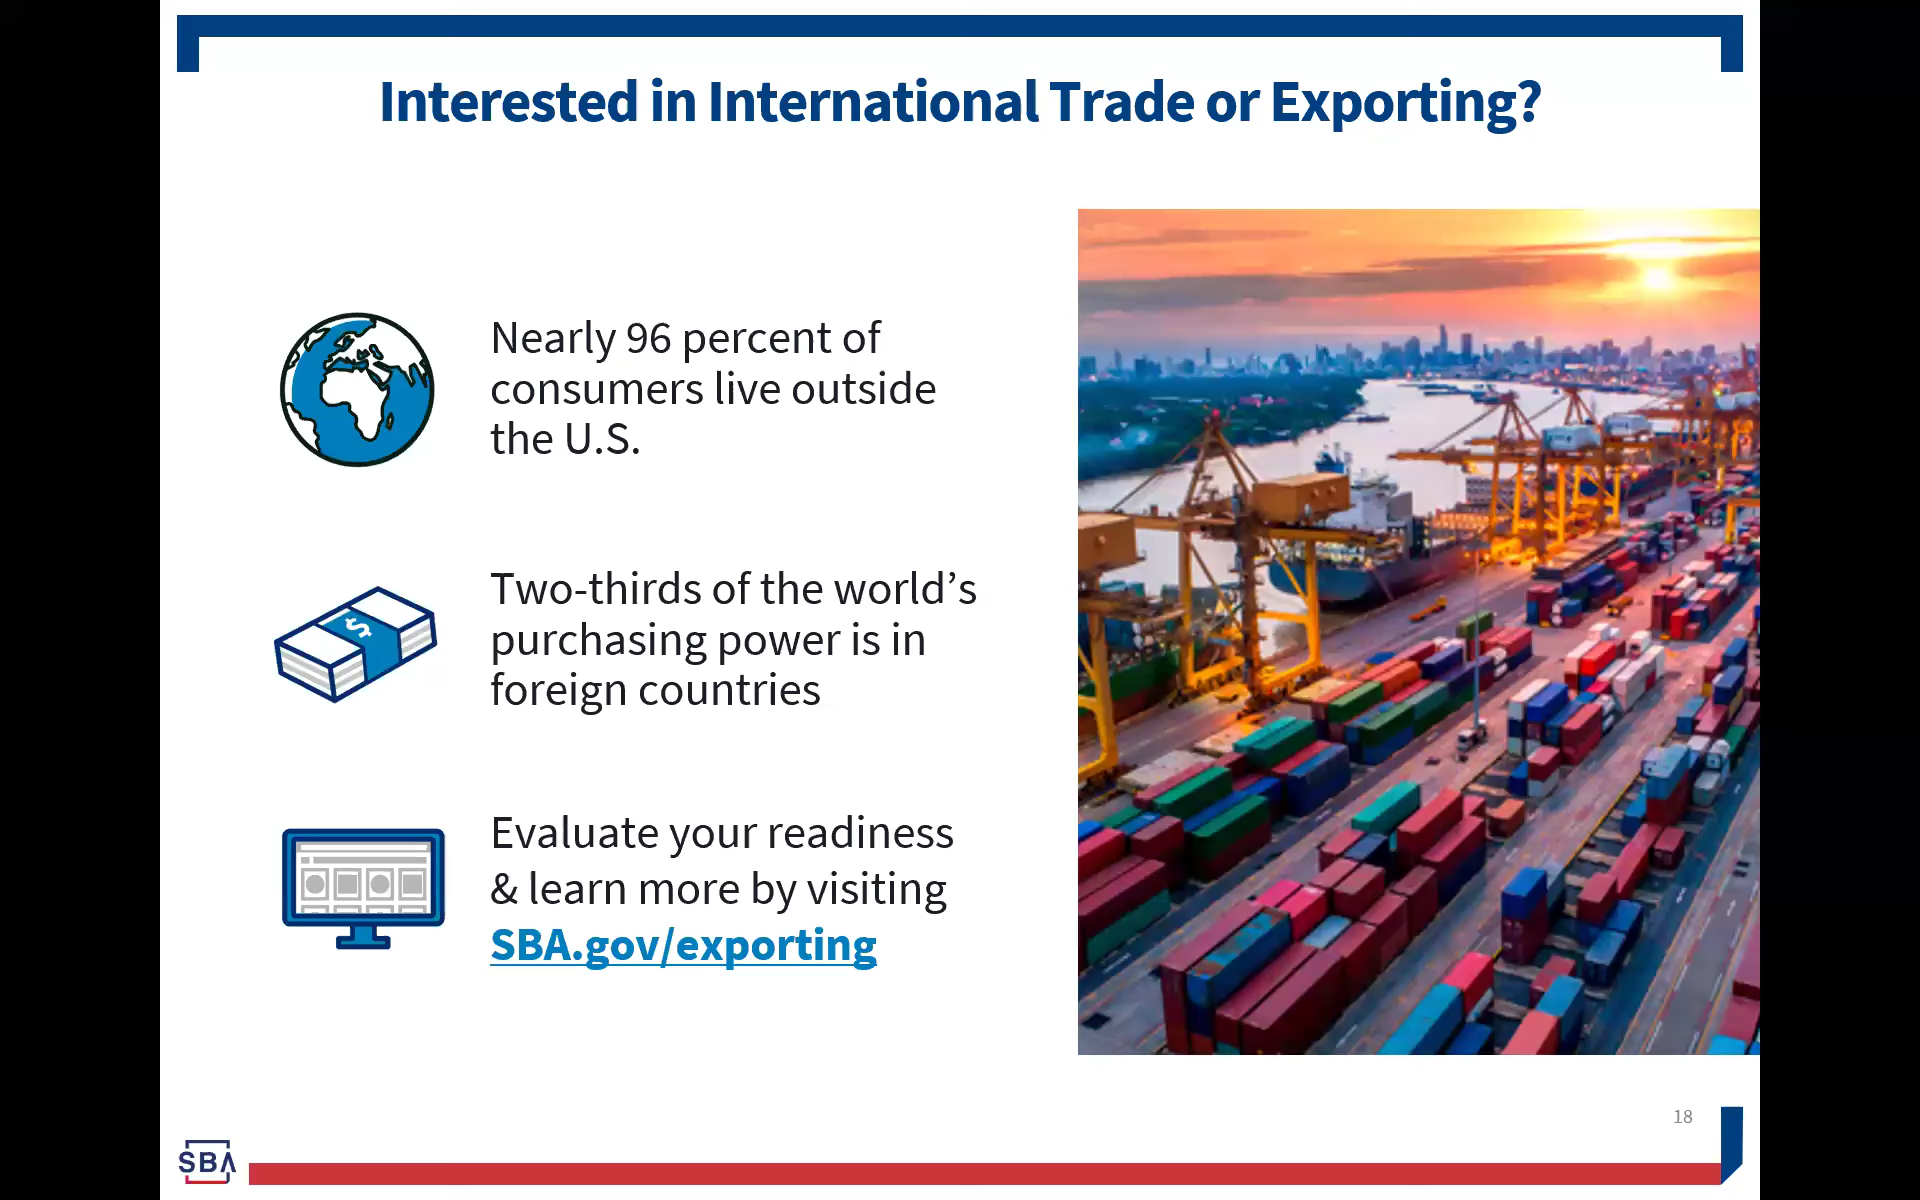 Interested in International Trade or Exporting?
Nearly 96 percent of
consumers live outside
the U.S.
$
Two-thirds of the world’s
purchasing power is in
foreign countries
Evaluate your readiness
& learn more by visiting
SBA.gov/exporting
18
SBA